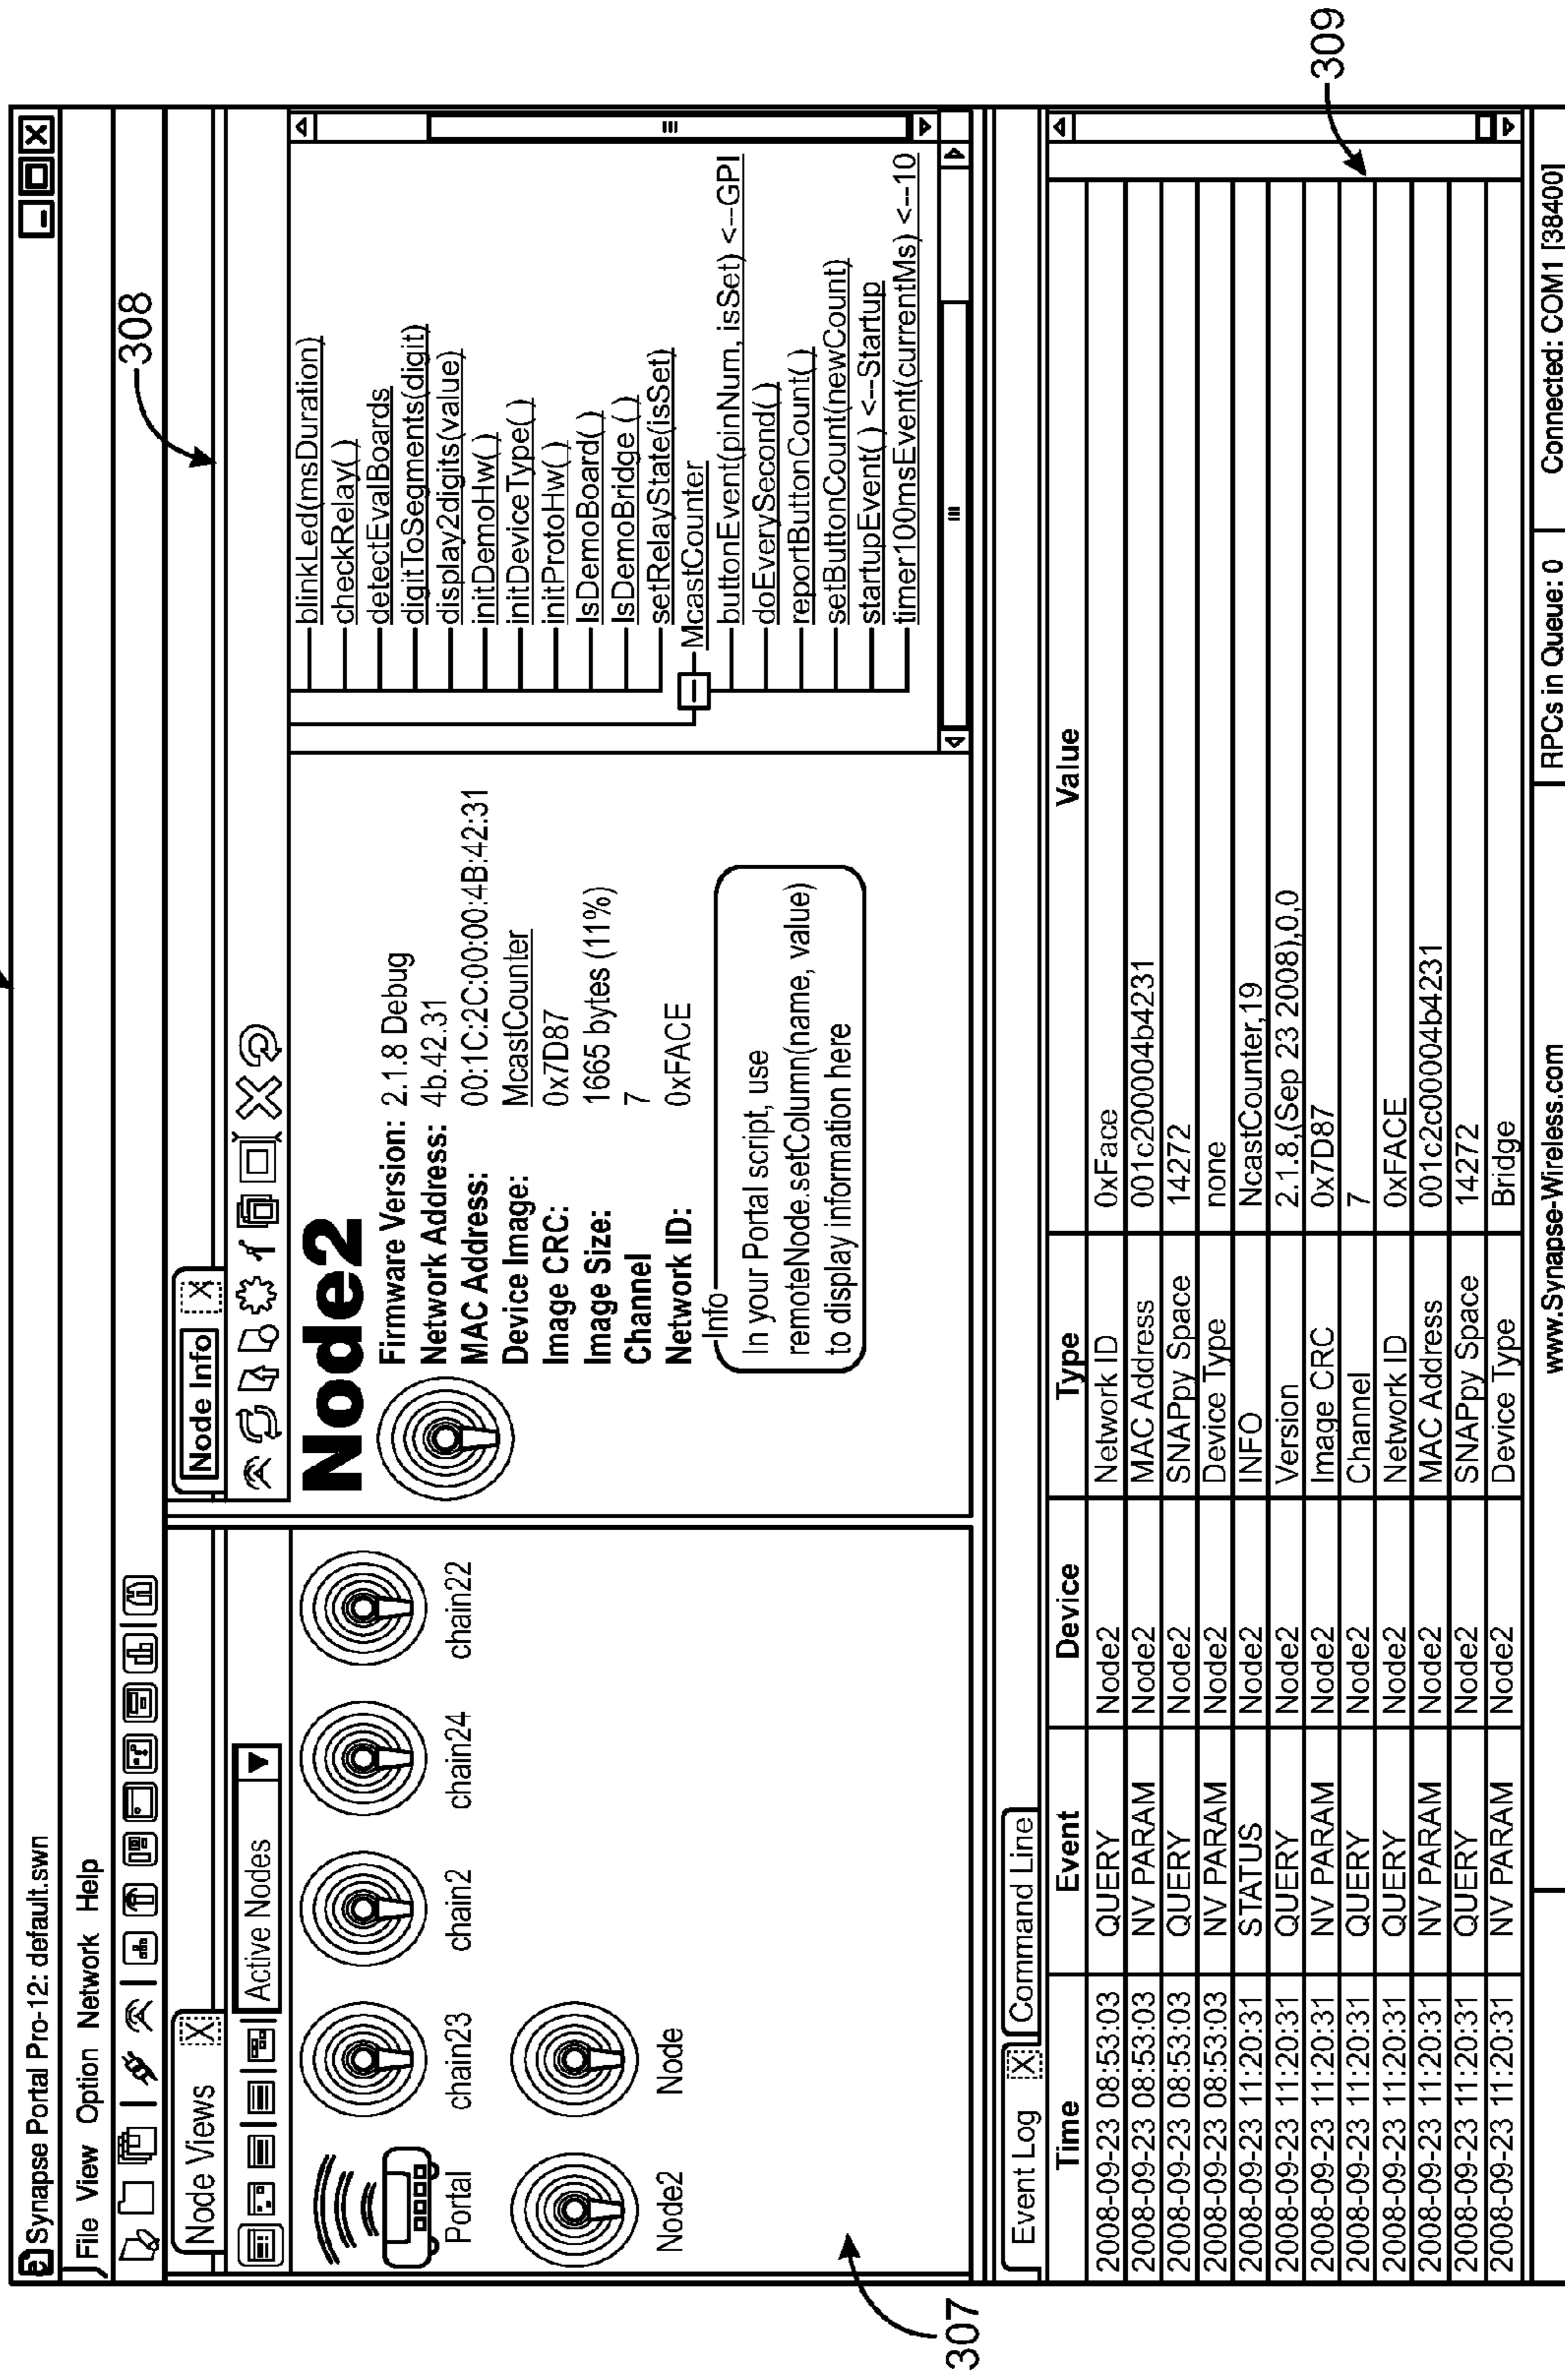 Synapse Portal Pro-12: default.swn
File View Option Network Help
308
Node Views
Active Nodes
Portal
chain23
chain2
chain24
chain22
Node2
Node
307
Node Info
Node2
Firmware Version: 2.1.8 Debug
Network Address: 4b.42.31
MAC Address: 00:1C:2C:00:00:4B:42:31
Device Image: McastCounter
Image CRC: 0x7D87
Image Size: 1665 bytes (11%)
Channel 7
Network ID: 0xFACE
Info
In your Portal script, use
remoteNode.setColumn(name, value)
to display information here
blinkLed(msDuration)
checkRelay( )
detectEvalBoards
digitToSegments(digit)
display2digits(value)
initDemoHw( )
initDeviceType( )
initProtoHw( )
IsDemoBoard( )
IsDemoBridge ( )
setRelayState(isSet)
McastCounter
buttonEvent(pinNum, isSet) <--GPI
doEverySecond( )
reportButtonCount( )
setButtonCount(newCount)
startupEvent( ) <--Startup
timer100msEvent(currentMs) <--10
Event Log Command Line
309
Time Event Device Type Value
2008-09-23 08:53:03 QUERY Node2 Network ID 0xFace
2008-09-23 08:53:03 NV PARAM Node2 MAC Address 001c200004b4231
2008-09-23 08:53:03 QUERY Node2 SNAPpy Space 14272
2008-09-23 08:53:03 NV PARAM Node2 Device Type none
2008-09-23 11:20:31 STATUS Node2 INFO NcastCounter,19
2008-09-23 11:20:31 QUERY Node2 Version 2.1.8,(Sep 23 2008),0,0
2008-09-23 11:20:31 NV PARAM Node2 Image CRC 0x7D87
2008-09-23 11:20:31 QUERY Node2 Channel 7
2008-09-23 11:20:31 QUERY Node2 Network ID 0xFACE
2008-09-23 11:20:31 NV PARAM Node2 MAC Address 001c2c00004b4231
2008-09-23 11:20:31 QUERY Node2 SNAPpy Space 14272
2008-09-23 11:20:31 NV PARAM Node2 Device Type Bridge
www.Synapse-Wireless.com RPCs in Queue: 0 Connected: COM1 [38400]